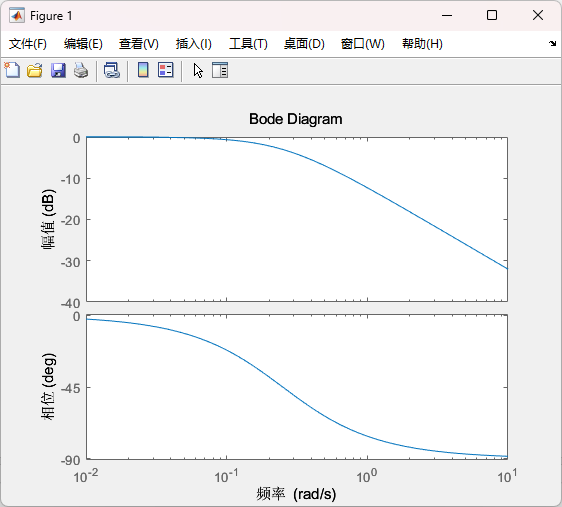 Figure 1
文件(F) 编辑(E) 查看(V) 插入(I) 工具(T) 桌面(D) 窗口(W) 帮助(H)
Bode Diagram
幅值 (dB)
0
-10
-20
-30
-40
相位 (deg)
0
-45
-90
10⁻² 10⁻¹ 10⁰ 10¹
频率 (rad/s)